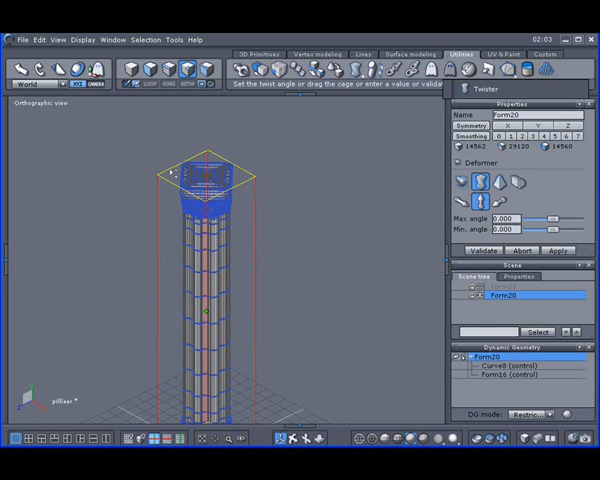 File Edit View Display Window Selection Tools Help 02:03
3D Primitives Vertex modeling Lines Surface modeling Utilities UV & Paint Custom
World XYZ CAMERA LOOP RING BETW
Set the twist angle or drag the cage or enter a value or valida
Twister
Orthographic view
Properties
Name Form20
Symmetry X Y Z
Smoothing 0 1 2 3 4 5 6 7
14562 29120 14560
Deformer
Max angle 0.000
Min. angle 0.000
Validate Abort Apply
Scene
Scene tree Properties
Form20
Select
Dynamic Geometry
Form20
Curve8 (control)
Form16 (control)
DG mode: Restric...
pilliaer *